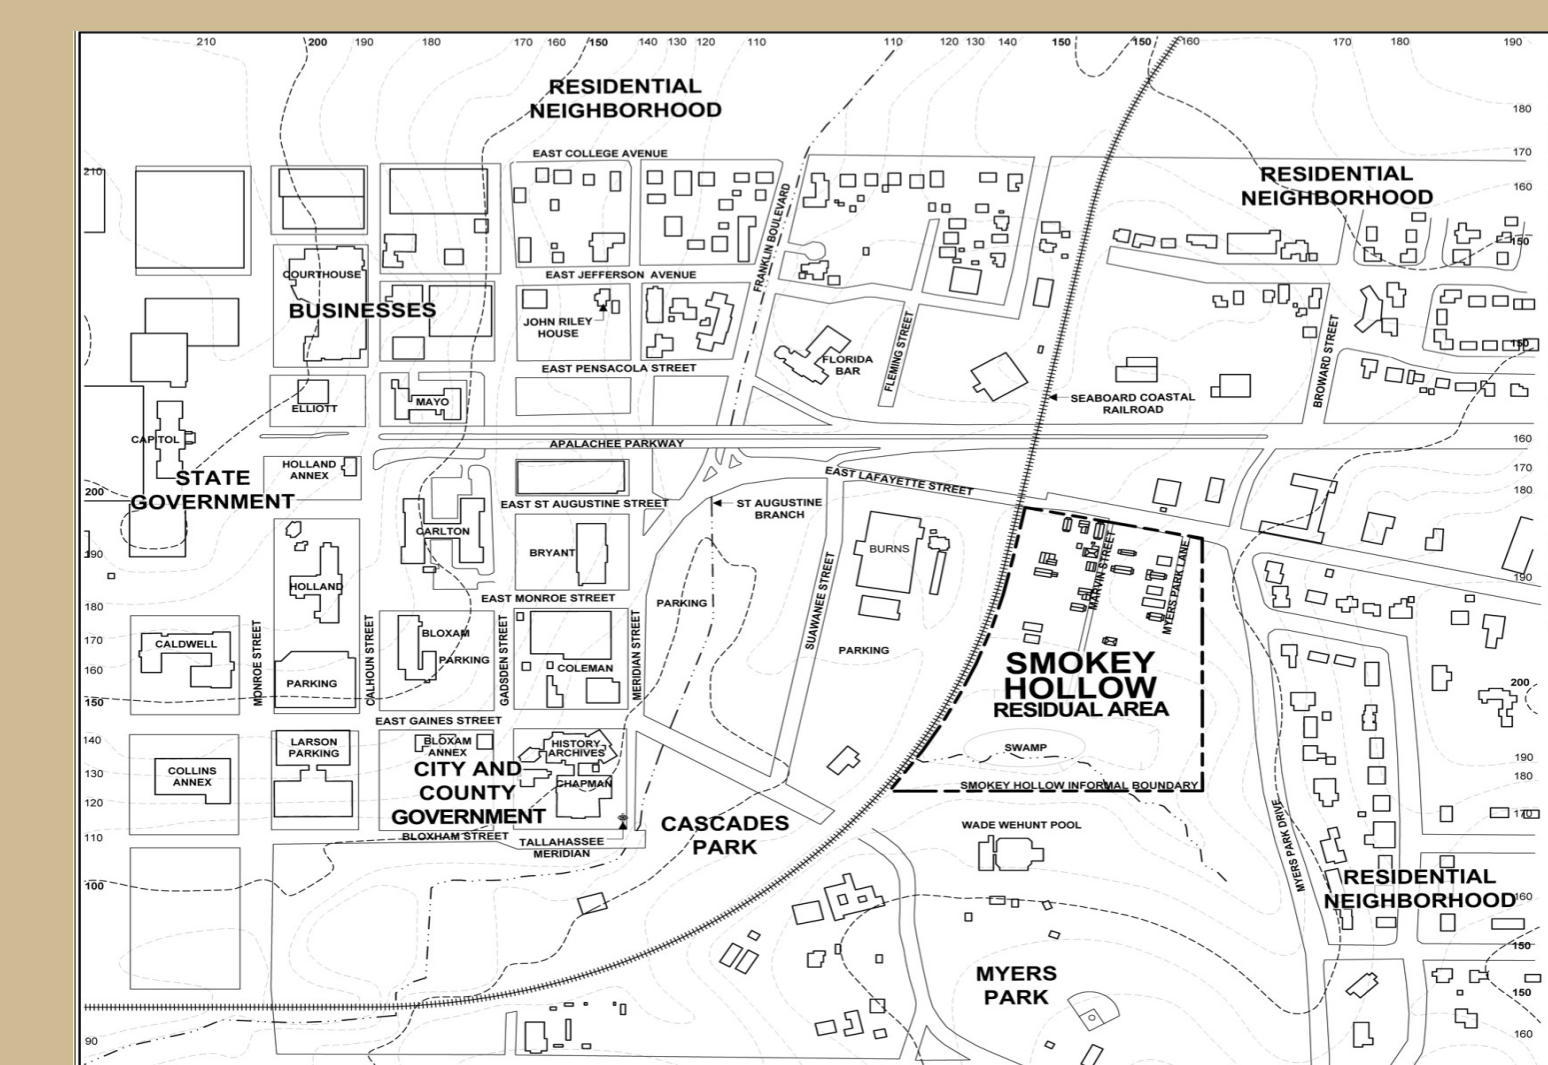 210 200 190 180 170 160 150 140 130 120 110 110 120 130 140 150 150 160 170 180 190
RESIDENTIAL
NEIGHBORHOOD
180
EAST COLLEGE AVENUE
170
210
RESIDENTIAL
NEIGHBORHOOD
160
FRANKLIN BOULEVARD
150
COURTHOUSE
EAST JEFFERSON AVENUE
BUSINESSES
JOHN RILEY
HOUSE
FLEMING STREET
BROWARD STREET
150
FLORIDA
BAR
EAST PENSACOLA STREET
SEABOARD COASTAL
RAILROAD
ELLIOTT
MAYO
CAPITOL
APALACHEE PARKWAY
160
HOLLAND
ANNEX
STATE
GOVERNMENT
EAST LAFAYETTE STREET
170
200
180
EAST ST AUGUSTINE STREET
ST AUGUSTINE
BRANCH
CARLTON
BRYANT
BURNS
MARVIN STREET
MYERS PARK LANE
190
190
HOLLAND
EAST MONROE STREET
PARKING
180
SUAWANEE STREET
170
CALDWELL
MONROE STREET
CALHOUN STREET
BLOXAM
PARKING
GADSDEN STREET
COLEMAN
MERIDIAN STREET
PARKING
160
PARKING
SMOKEY
HOLLOW
RESIDUAL AREA
200
150
EAST GAINES STREET
140
LARSON
PARKING
BLOXAM
ANNEX
HISTORY
ARCHIVES
SWAMP
190
130
COLLINS
ANNEX
CITY AND
COUNTY
GOVERNMENT
CHAPMAN
SMOKEY HOLLOW INFORMAL BOUNDARY
180
120
CASCADES
PARK
WADE WEHUNT POOL
170
110
BLOXHAM STREET
TALLAHASSEE
MERIDIAN
MYERS PARK DRIVE
100
RESIDENTIAL
NEIGHBORHOOD
160
150
MYERS
PARK
150
90
160